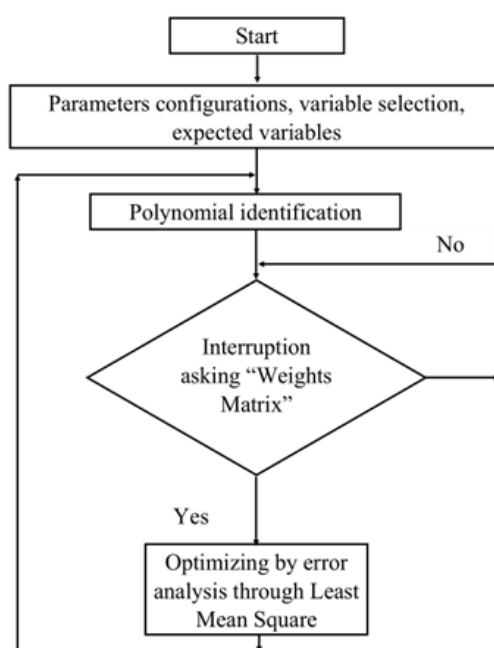 Start
Parameters configurations, variable selection,
expected variables
Polynomial identification
No
Interruption
asking “Weights
Matrix”
Yes
Optimizing by error
analysis through Least
Mean Square